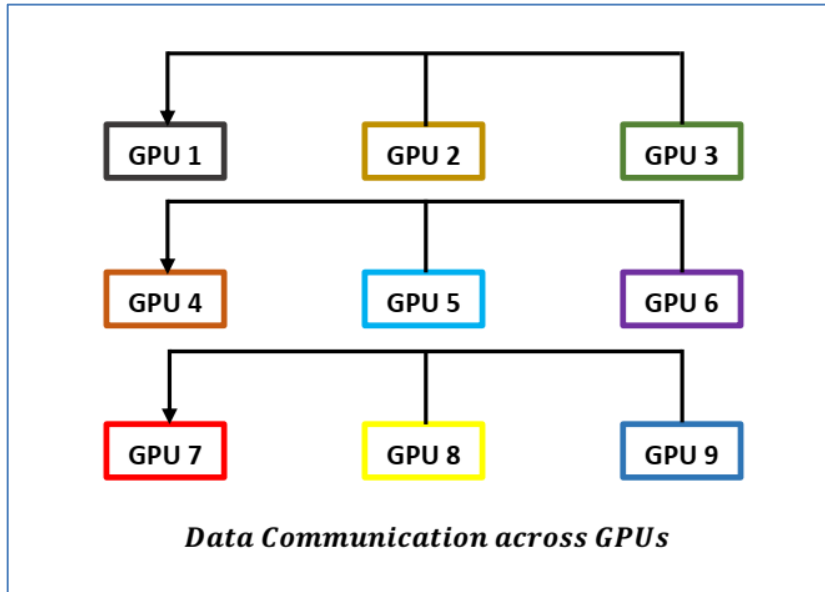 GPU 1 GPU 2 GPU 3
GPU 4 GPU 5 GPU 6
GPU 7 GPU 8 GPU 9
Data Communication across GPUs